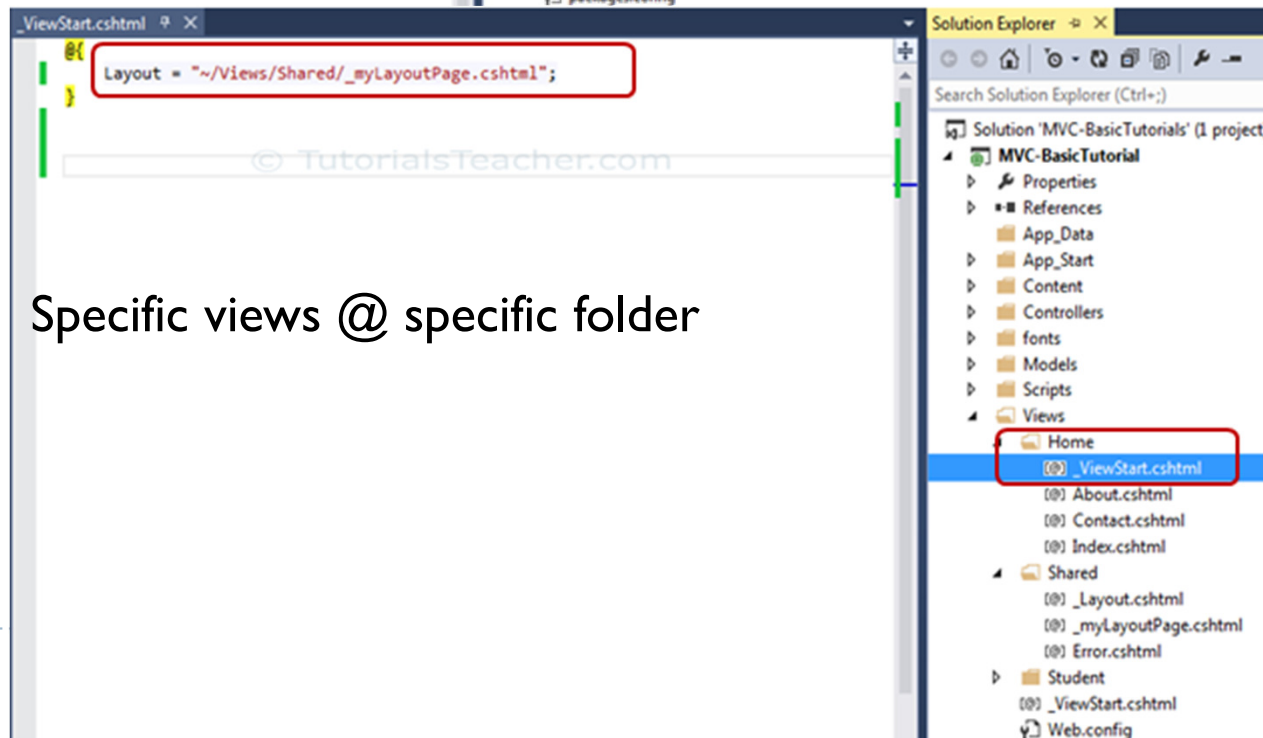 packages.config
_ViewStart.cshtml
@{
Layout = "~/Views/Shared/_myLayoutPage.cshtml";
}
© TutorialsTeacher.com
Specific views @ specific folder
Solution Explorer
Search Solution Explorer (Ctrl+;)
Solution 'MVC-BasicTutorials' (1 project
MVC-BasicTutorial
Properties
References
App_Data
App_Start
Content
Controllers
fonts
Models
Scripts
Views
Home
_ViewStart.cshtml
About.cshtml
Contact.cshtml
Index.cshtml
Shared
_Layout.cshtml
_myLayoutPage.cshtml
Error.cshtml
Student
_ViewStart.cshtml
Web.config